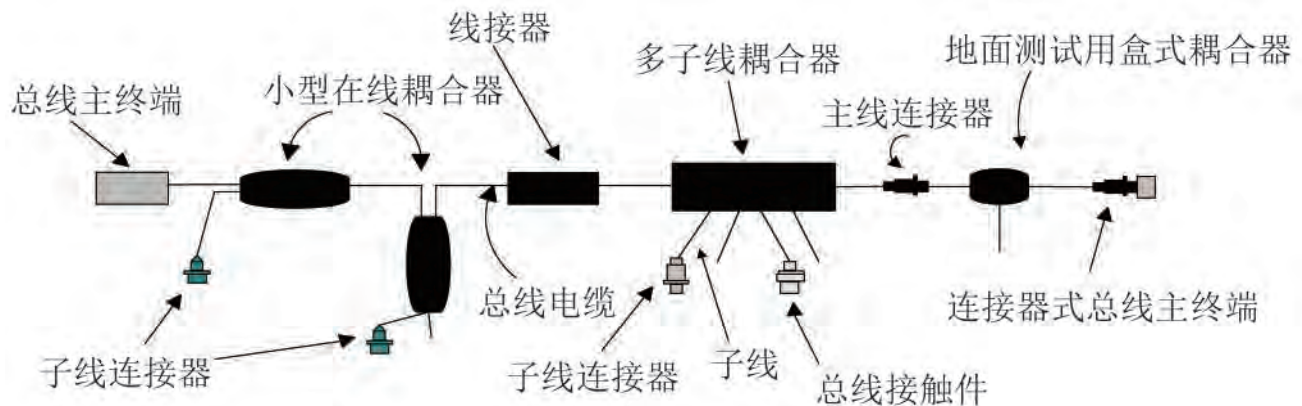 线接器
多子线耦合器
地面测试用盒式耦合器
总线主终端
小型在线耦合器
主线连接器
总线电缆
连接器式总线主终端
子线连接器
子线连接器
子线
总线接触件